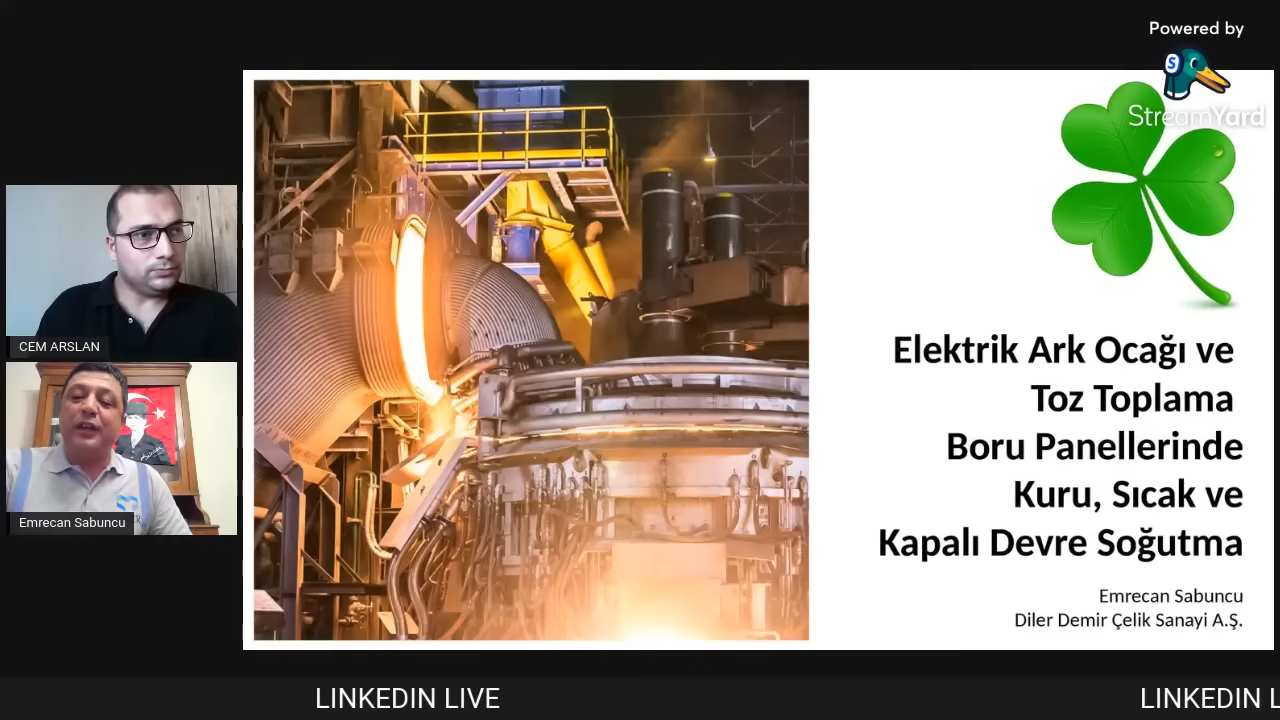 Powered by
S
StreamYard
CEM ARSLAN
Emrecan Sabuncu
Elektrik Ark Ocağı ve
Toz Toplama
Boru Panellerinde
Kuru, Sıcak ve
Kapalı Devre Soğutma
Emrecan Sabuncu
Diler Demir Çelik Sanayi A.Ş.
LINKEDIN LIVE
LINKEDIN L